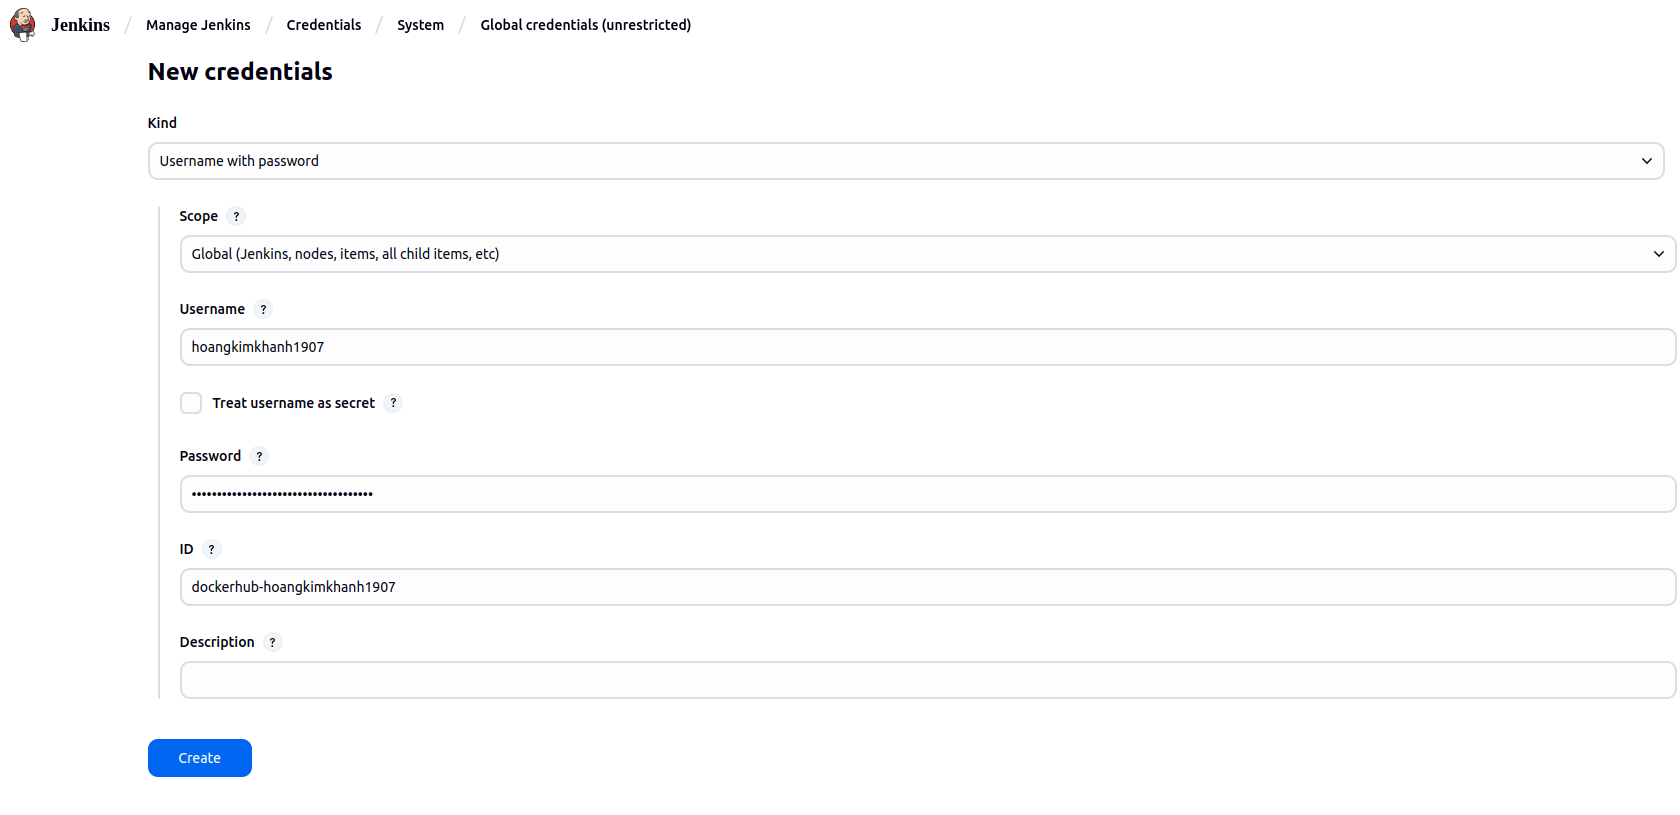 Jenkins / Manage Jenkins / Credentials / System / Global credentials (unrestricted)
New credentials
Kind
Username with password
Scope ?
Global (Jenkins, nodes, items, all child items, etc)
Username ?
hoangkimkhanh1907
Treat username as secret ?
Password ?
••••••••••••••••••••••••••••••••••••
ID ?
dockerhub-hoangkimkhanh1907
Description ?
Create